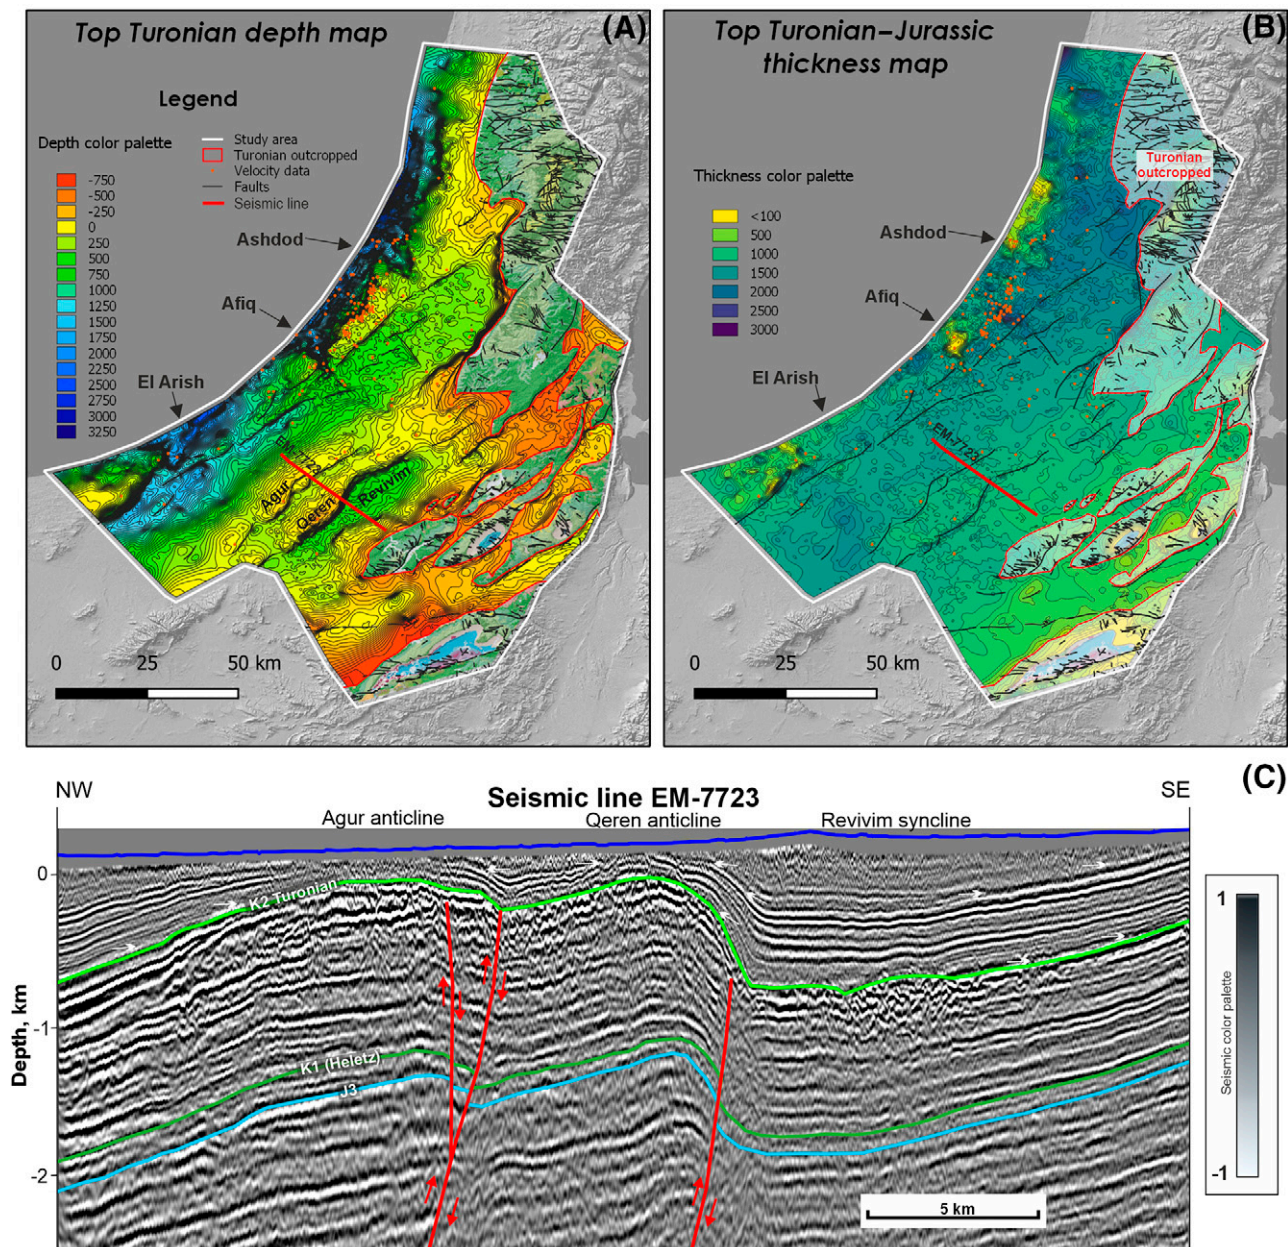 Top Turonian depth map
(A)
Legend
Depth color palette
-750
-500
-250
0
250
500
750
1000
1250
1500
1750
2000
2250
2500
2750
3000
3250
Study area
Turonian outcropped
Velocity data
Faults
Seismic line
Ashdod
Afiq
El Arish
EM-7723
Agur
Qeren
Revivim
0 25 50 km
Top Turonian–Jurassic
thickness map
(B)
Thickness color palette
<100
500
1000
1500
2000
2500
3000
Turonian
outcropped
Ashdod
Afiq
El Arish
EM-7723
0 25 50 km
(C)
NW
Seismic line EM-7723
SE
Agur anticline
Qeren anticline
Revivim syncline
Depth, km
0
-1
-2
K2 Turonian
K1 (Heletz)
J3
5 km
Seismic color palette
1
-1